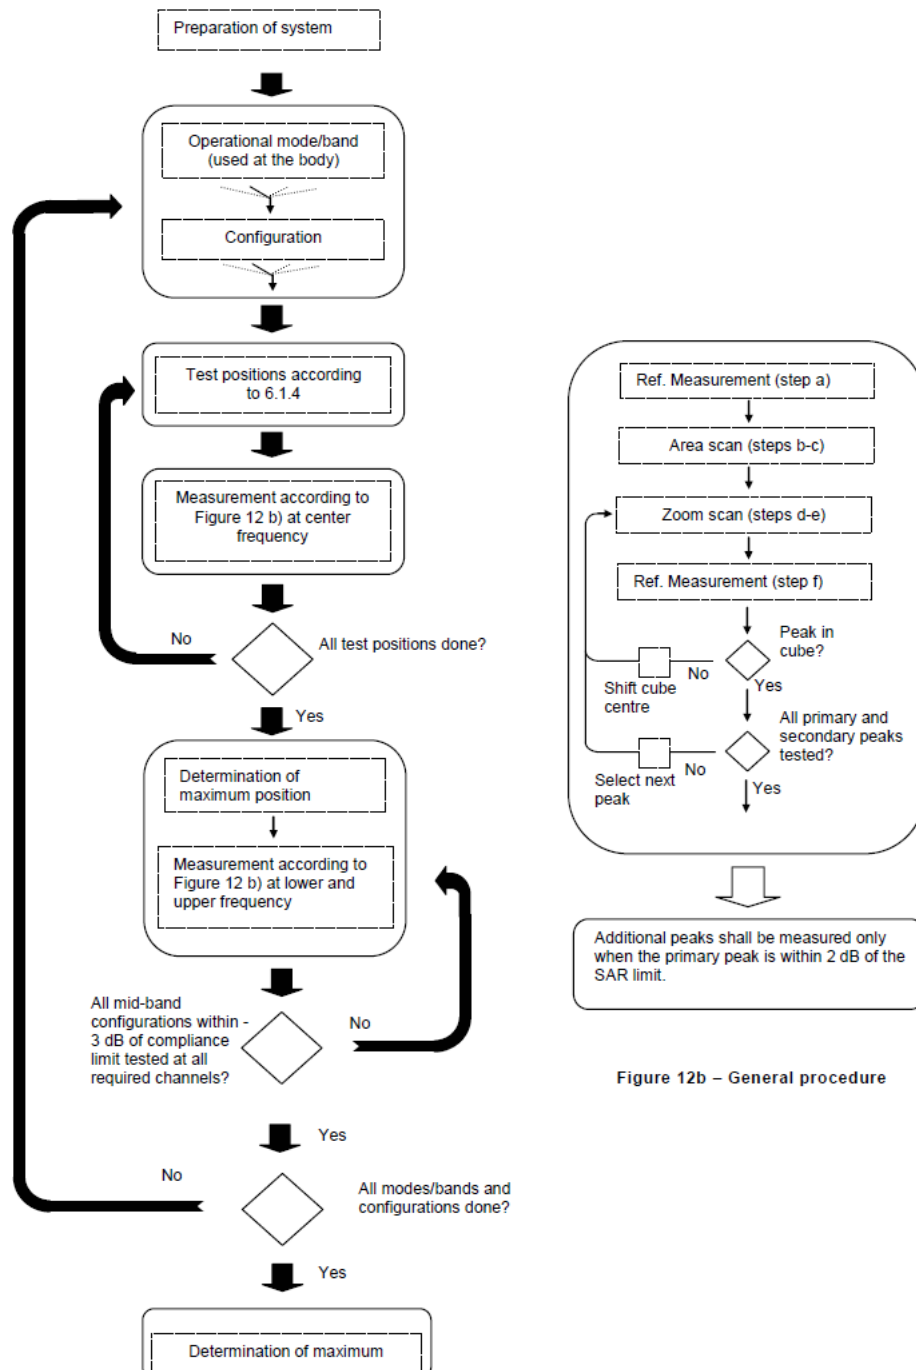 Preparation of system
Operational mode/band
(used at the body)
Configuration
Test positions according
to 6.1.4
Measurement according to
Figure 12 b) at center
frequency
No
All test positions done?
Yes
Determination of
maximum position
Measurement according to
Figure 12 b) at lower and
upper frequency
All mid-band
configurations within -
3 dB of compliance
limit tested at all
required channels?
No
Yes
No
All modes/bands and
configurations done?
Yes
Determination of maximum
Ref. Measurement (step a)
Area scan (steps b-c)
Zoom scan (steps d-e)
Ref. Measurement (step f)
Peak in
cube?
No
Shift cube
centre
Yes
All primary and
secondary peaks
tested?
No
Select next
peak
Yes
Additional peaks shall be measured only
when the primary peak is within 2 dB of the
SAR limit.
Figure 12b – General procedure